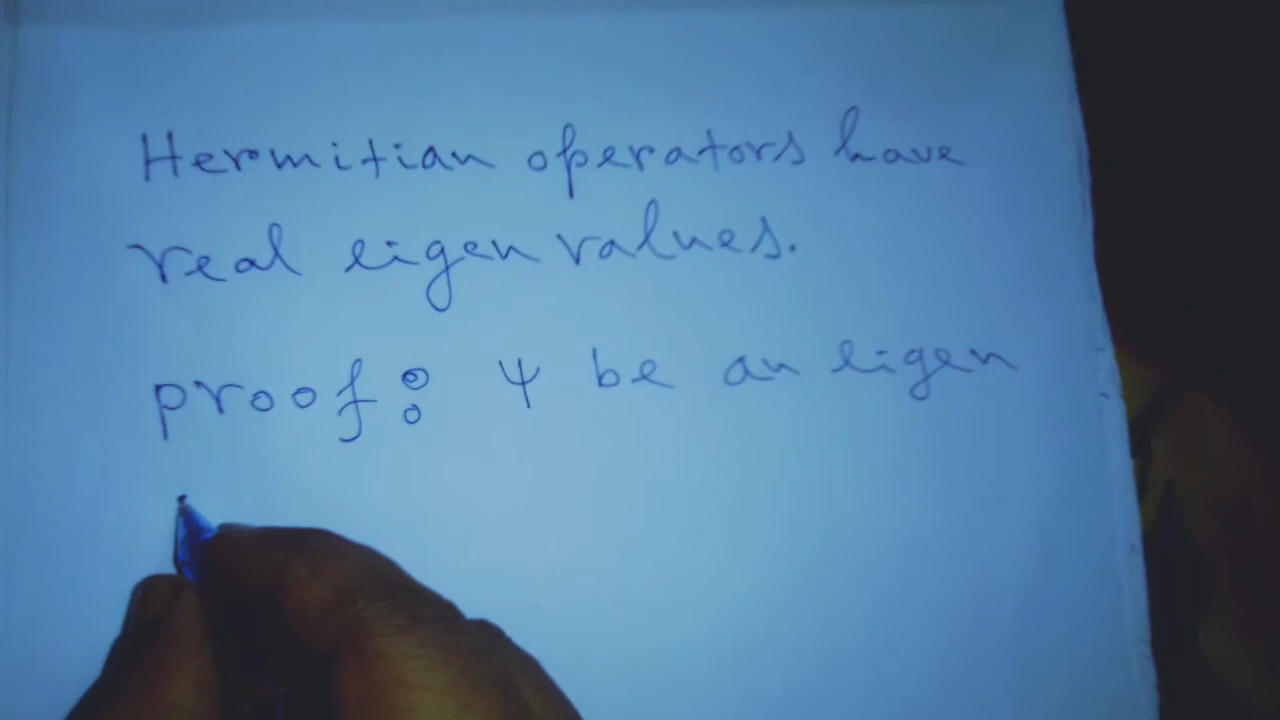 Hermitian operators have
real eigen values.
proof: ψ be an eigen